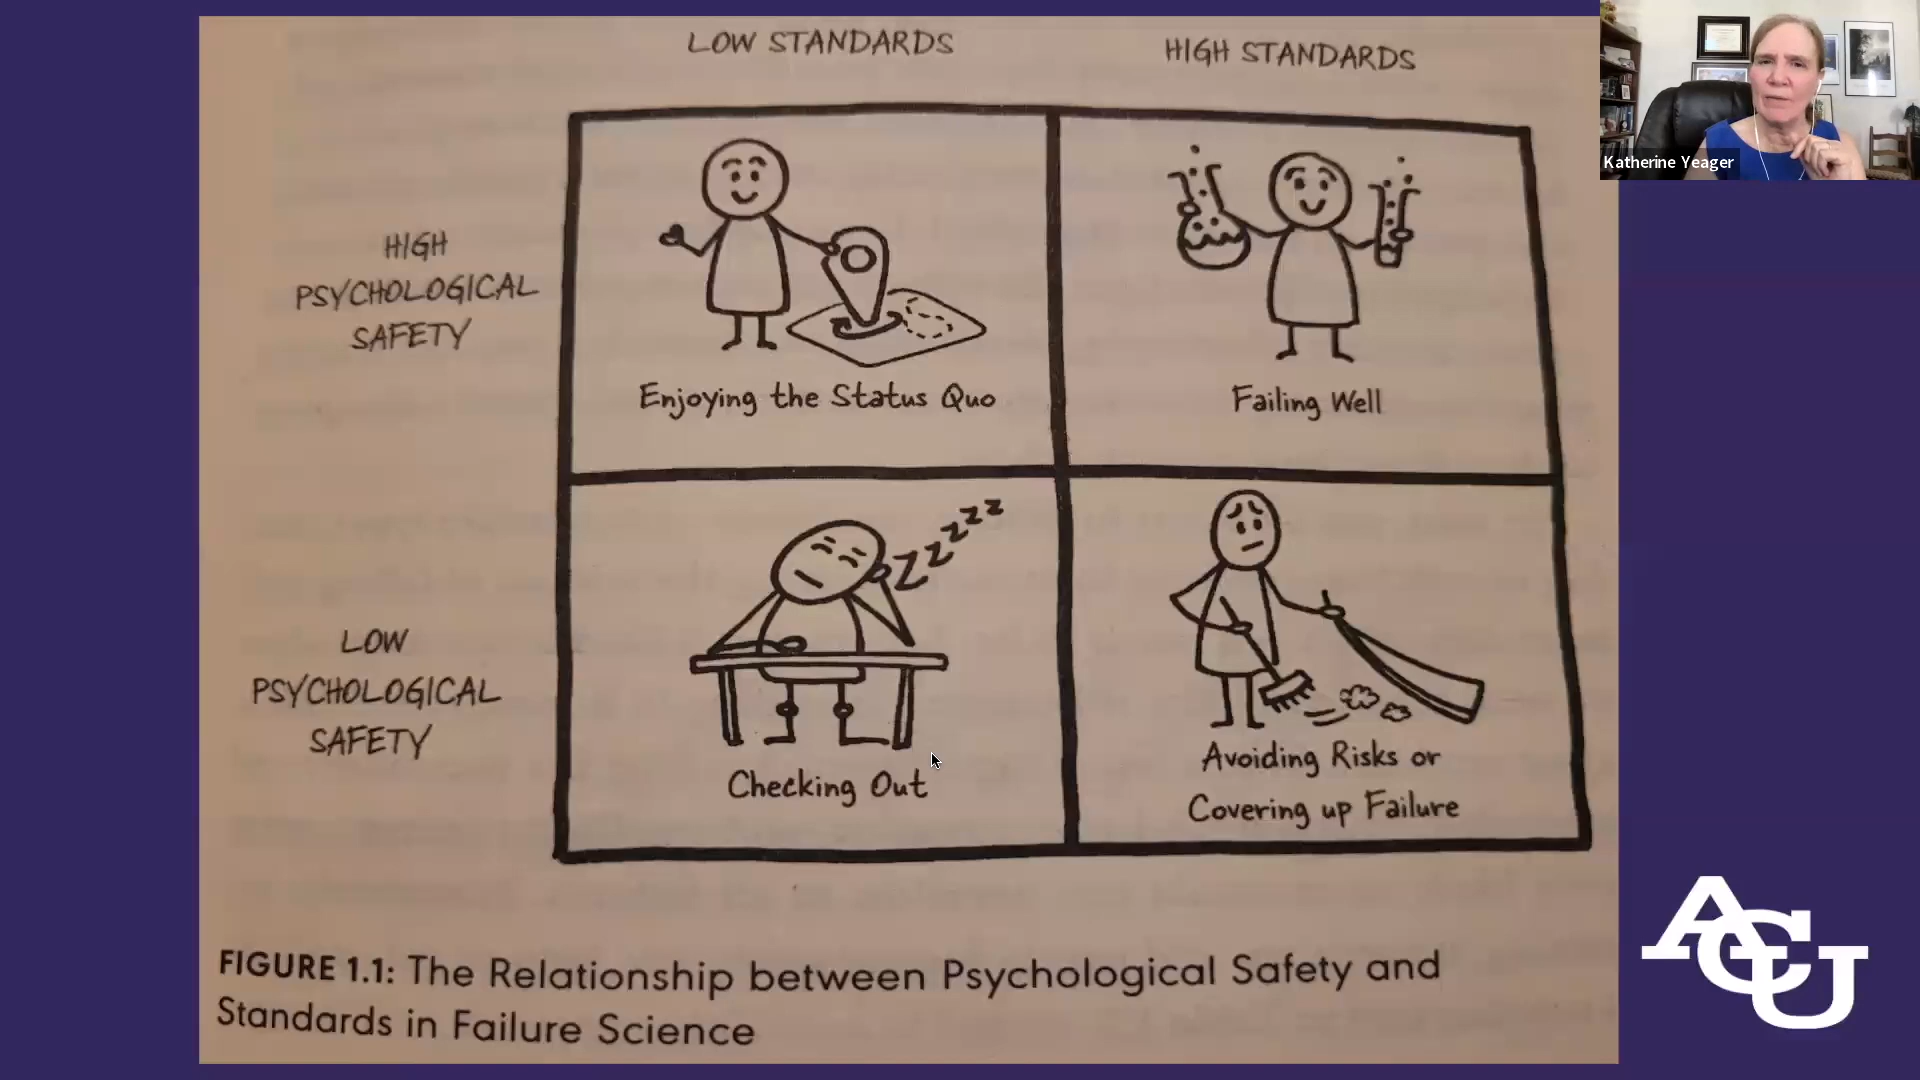 LOW STANDARDS
HIGH STANDARDS
Katherine Yeager
HIGH
PSYCHOLOGICAL
SAFETY
Enjoying the Status Quo
Failing Well
LOW
PSYCHOLOGICAL
SAFETY
zzzzzz
Checking Out
Avoiding Risks or
Covering up Failure
FIGURE 1.1: The Relationship between Psychological Safety and
Standards in Failure Science
ACU